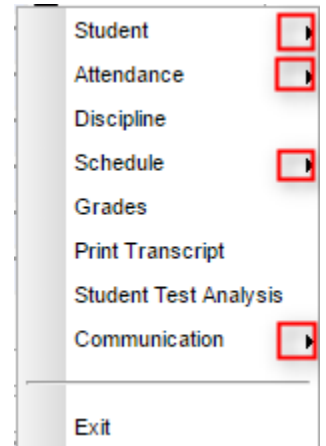 Student
Attendance
Discipline
Schedule
Grades
Print Transcript
Student Test Analysis
Communication
Exit